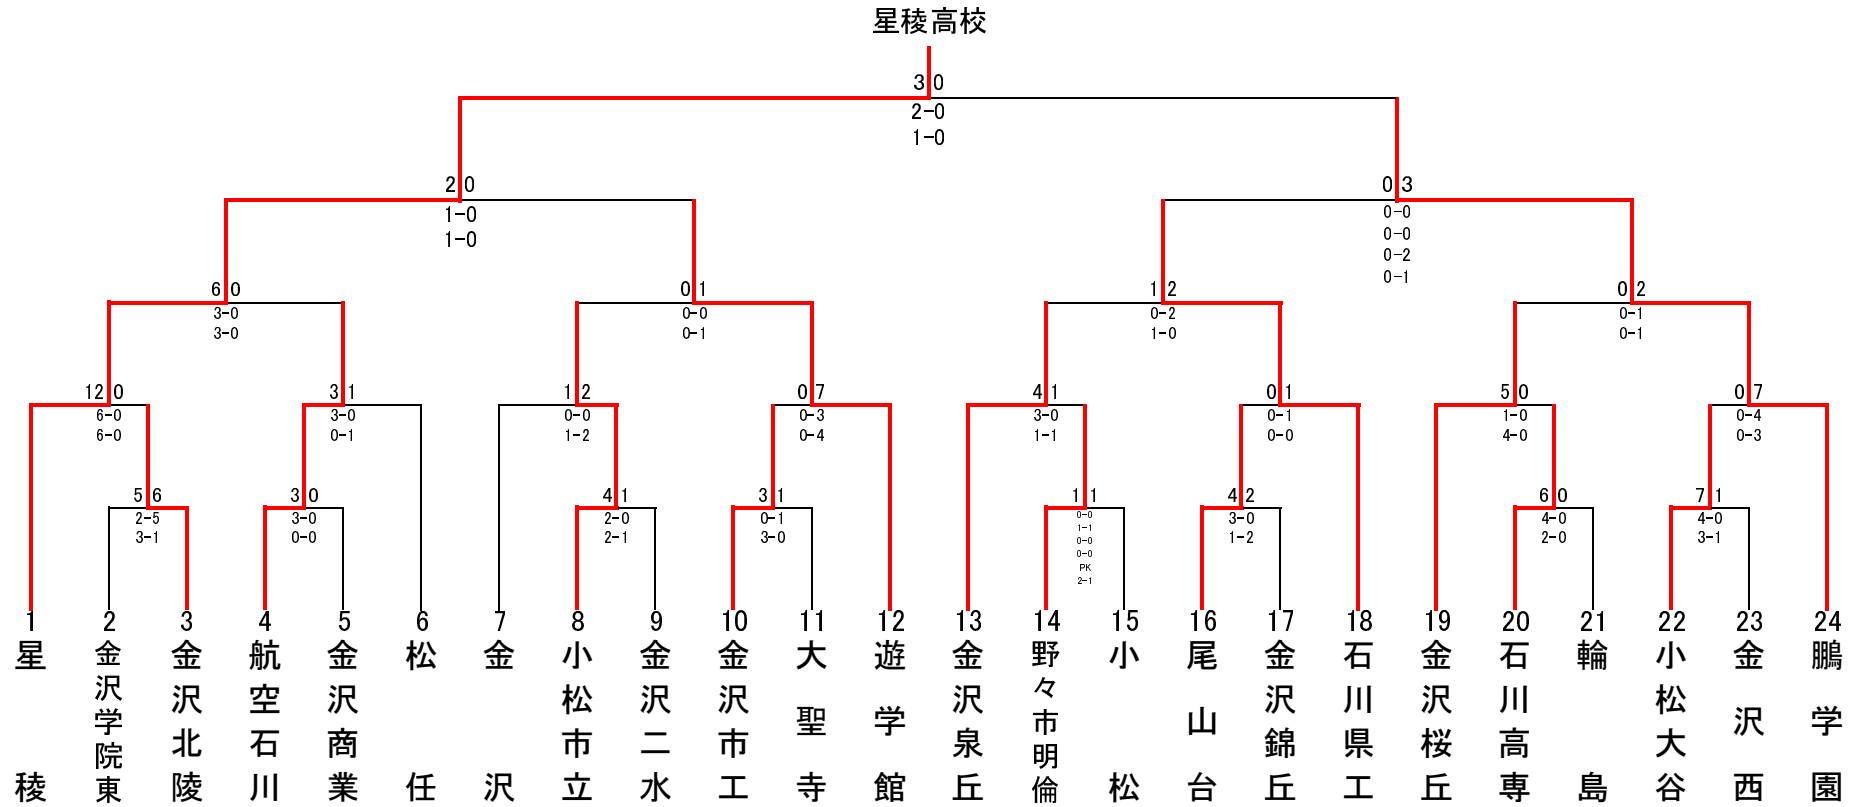 星稜高校
3 0
2-0
1-0
2 0
1-0
1-0
0 3
0-0
0-0
0-2
0-1
6 0
3-0
3-0
0 1
0-0
0-1
1 2
0-2
1-0
0 2
0-1
0-1
12 0
6-0
6-0
3 1
3-0
0-1
1 2
0-0
1-2
0 7
0-3
0-4
4 1
3-0
1-1
0 1
0-1
0-0
5 0
1-0
4-0
0 7
0-4
0-3
5 6
2-5
3-1
3 0
3-0
0-0
4 1
2-0
2-1
3 1
0-1
3-0
1 1
0-0
1-1
0-0
0-0
PK
2-1
4 2
3-0
1-2
6 0
4-0
2-0
7 1
4-0
3-1
1 星稜
2 金沢学院東
3 金沢北陵
4 航空石川
5 金沢商業
6 松任
7 金沢
8 小松市立
9 金沢二水
10 金沢市工
11 大聖寺
12 遊学館
13 金沢泉丘
14 野々市明倫
15 小松
16 尾山台
17 金沢錦丘
18 石川県工
19 金沢桜丘
20 石川高専
21 輪島
22 小松大谷
23 金沢西
24 鵬学園